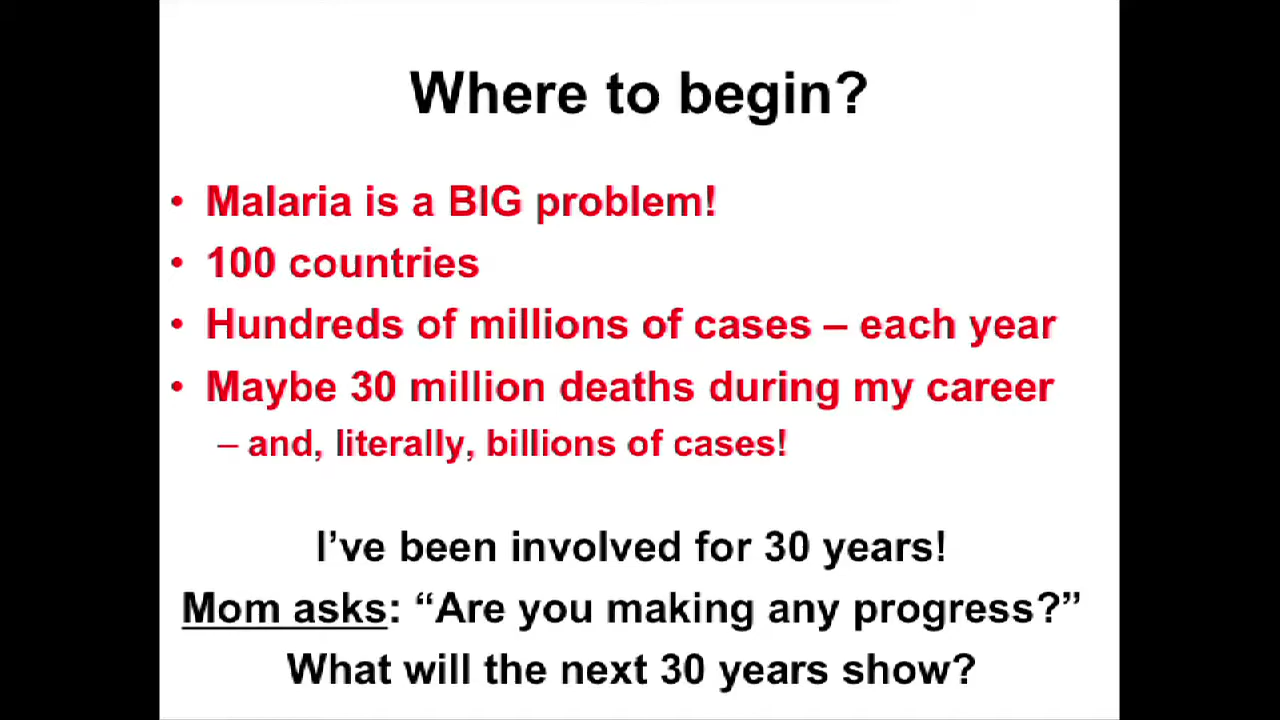 Where to begin?
• Malaria is a BIG problem!
• 100 countries
• Hundreds of millions of cases – each year
• Maybe 30 million deaths during my career
– and, literally, billions of cases!
I’ve been involved for 30 years!
Mom asks: “Are you making any progress?”
What will the next 30 years show?